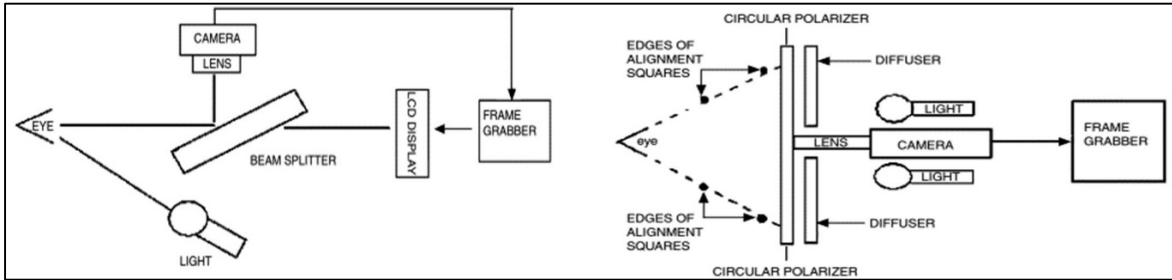 CAMERA
LENS
EYE
BEAM SPLITTER
LCD DISPLAY
FRAME
GRABBER
LIGHT
CIRCULAR POLARIZER
EDGES OF
ALIGNMENT
SQUARES
DIFFUSER
LIGHT
eye
LENS
CAMERA
FRAME
GRABBER
LIGHT
EDGES OF
ALIGNMENT
SQUARES
DIFFUSER
CIRCULAR POLARIZER